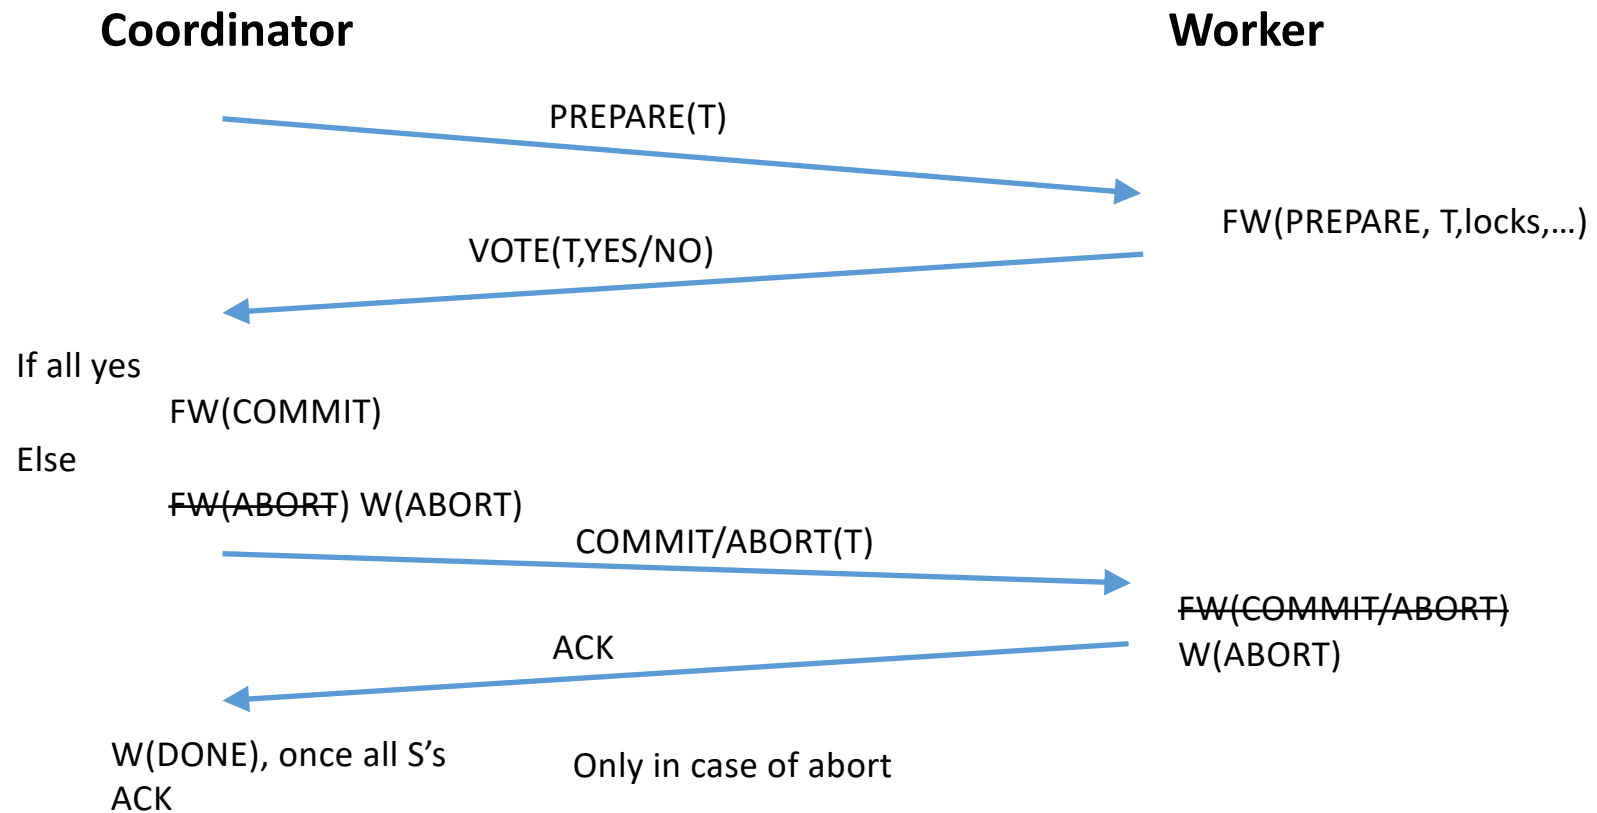 Coordinator
Worker
PREPARE(T)
FW(PREPARE, T,locks,…)
VOTE(T,YES/NO)
If all yes
FW(COMMIT)
Else
FW(ABORT) W(ABORT)
COMMIT/ABORT(T)
FW(COMMIT/ABORT)
W(ABORT)
ACK
W(DONE), once all S’s
ACK
Only in case of abort